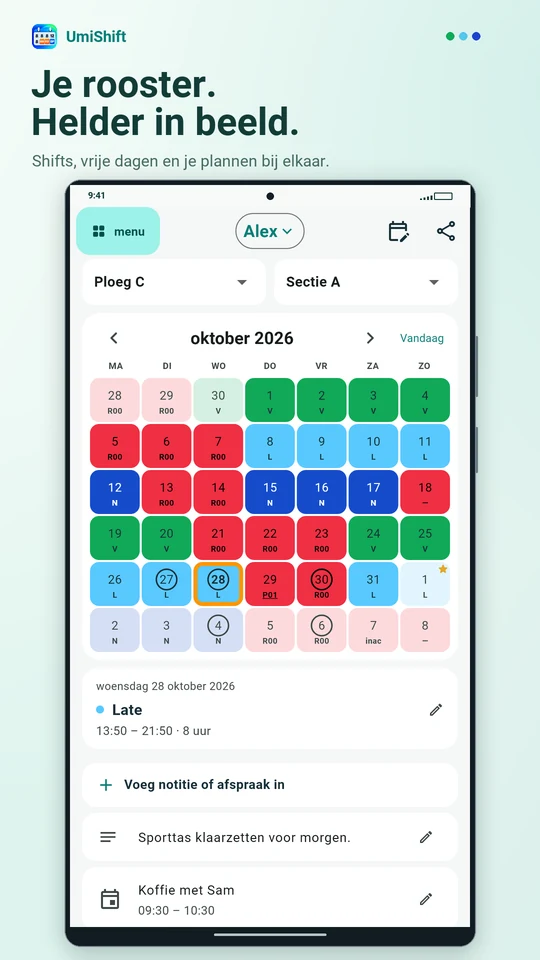 UmiShift
Je rooster.
Helder in beeld.
Shifts, vrije dagen en je plannen bij elkaar.
9:41
menu
Alex
Ploeg C
Sectie A
oktober 2026
Vandaag
MA DI WO DO VR ZA ZO
28 29 30 1 2 3 4
R00 R00 V V V V V
5 6 7 8 9 10 11
R00 R00 R00 L L L L
12 13 14 15 16 17 18
N R00 R00 N N N –
19 20 21 22 23 24 25
V V R00 R00 R00 V V
26 27 28 29 30 31 1
L L L P01 R00 L L
2 3 4 5 6 7 8
N N N R00 R00 inac –
woensdag 28 oktober 2026
Late
13:50 – 21:50 · 8 uur
Voeg notitie of afspraak in
Sporttas klaarzetten voor morgen.
Koffie met Sam
09:30 – 10:30